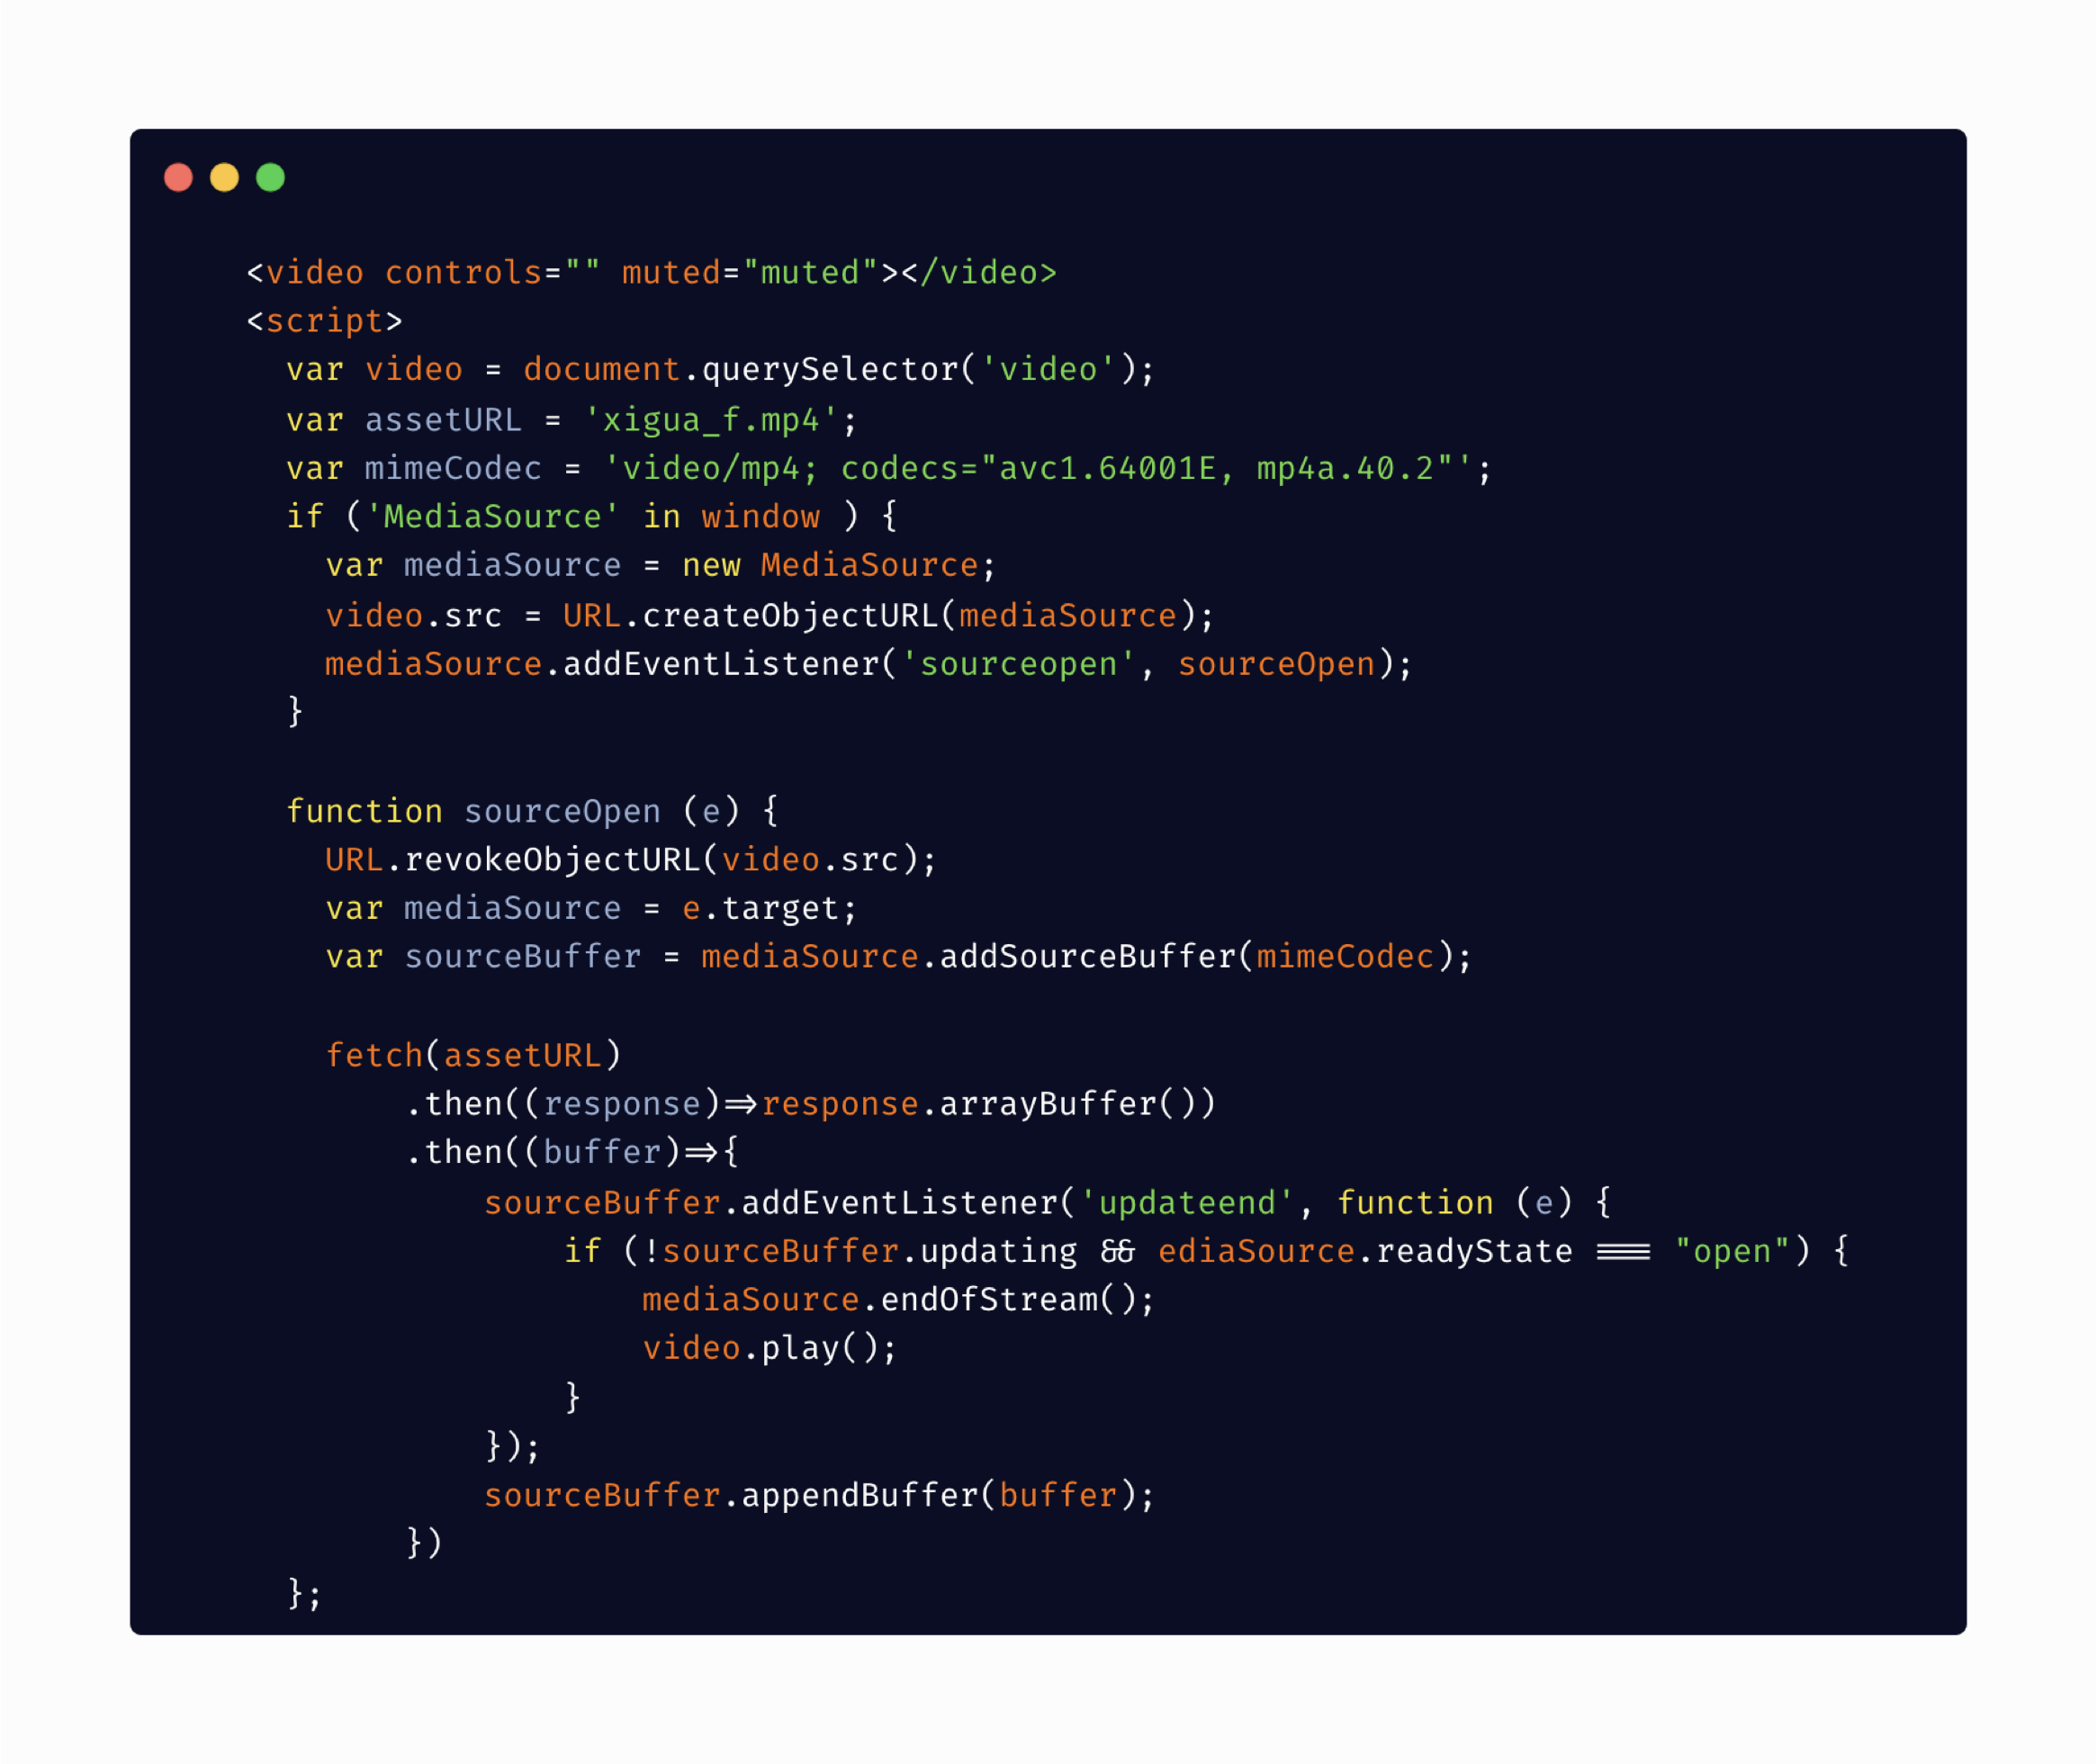 <video controls="" muted="muted"></video>
<script>
var video = document.querySelector('video');
var assetURL = 'xigua_f.mp4';
var mimeCodec = 'video/mp4; codecs="avc1.64001E, mp4a.40.2"';
if ('MediaSource' in window ) {
var mediaSource = new MediaSource;
video.src = URL.createObjectURL(mediaSource);
mediaSource.addEventListener('sourceopen', sourceOpen);
}
function sourceOpen (e) {
URL.revokeObjectURL(video.src);
var mediaSource = e.target;
var sourceBuffer = mediaSource.addSourceBuffer(mimeCodec);
fetch(assetURL)
.then((response)=>response.arrayBuffer())
.then((buffer)=>{
sourceBuffer.addEventListener('updateend', function (e) {
if (!sourceBuffer.updating && ediaSource.readyState === "open") {
mediaSource.endOfStream();
video.play();
}
});
sourceBuffer.appendBuffer(buffer);
})
};